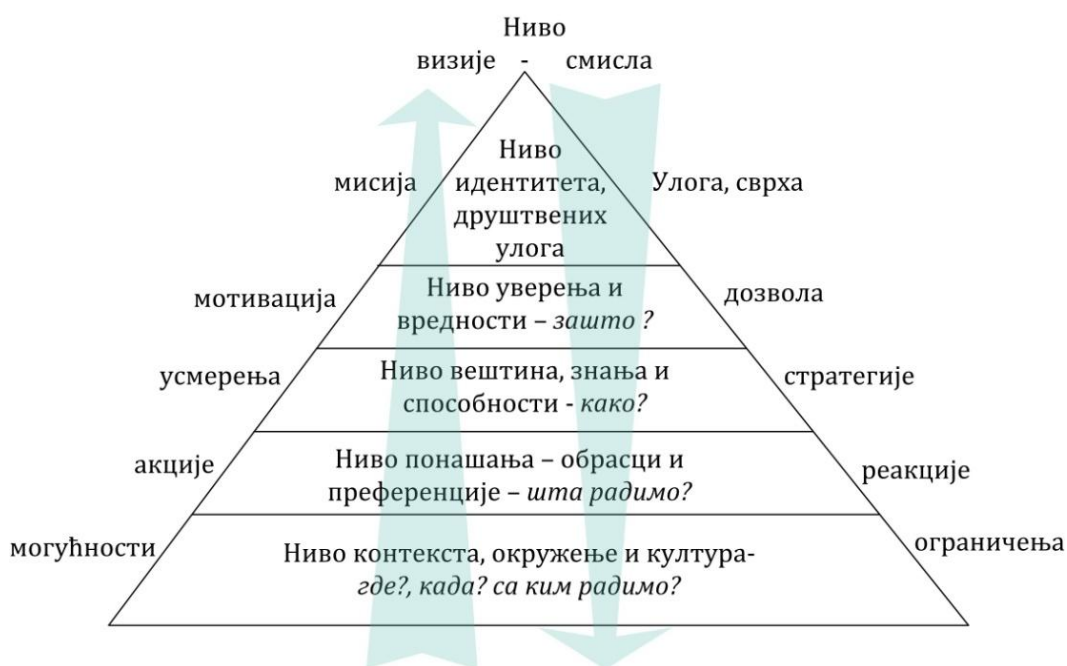 Ниво
визије - смисла
Ниво
мисија идентитета, Улога, сврха
друштвених
улога
мотивација Ниво уверења и дозвола
вредности – зашто ?
усмерења Ниво вештина, знања и стратегије
способности - како?
акције Ниво понашања – обрасци и реакције
преференције – шта радимо?
могућности Ниво контекста, окружење и култура- ограничења
где?, када? са ким радимо?